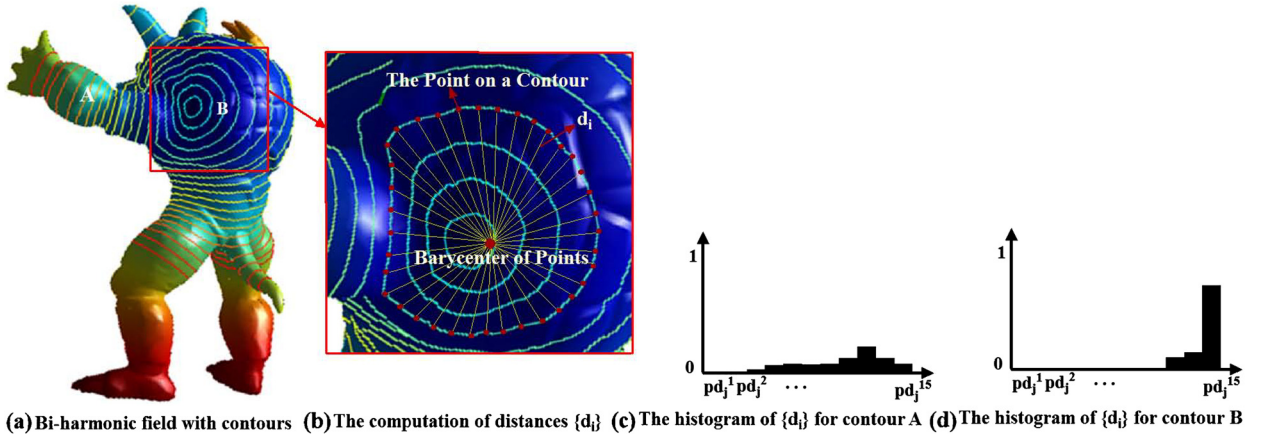 A
B
The Point on a Contour
dᵢ
Barycenter of Points
1
0
pdⱼ¹ pdⱼ² ... pdⱼ¹⁵
1
0
pdⱼ¹ pdⱼ² ... pdⱼ¹⁵
(a) Bi-harmonic field with contours
(b) The computation of distances {dᵢ}
(c) The histogram of {dᵢ} for contour A
(d) The histogram of {dᵢ} for contour B